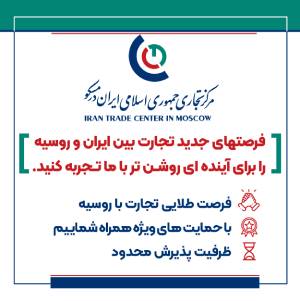 مرکز تجاری جمهوری اسلامی ایران در مسکو
IRAN TRADE CENTER IN MOSCOW
فرصتهای جدید تجارت بین ایران و روسیه
را برای آینده ای روشن تر با ما تجربه کنید.
فرصت طلایی تجارت با روسیه
با حمایت های ویژه همراه شماییم
ظرفیت پذیرش محدود